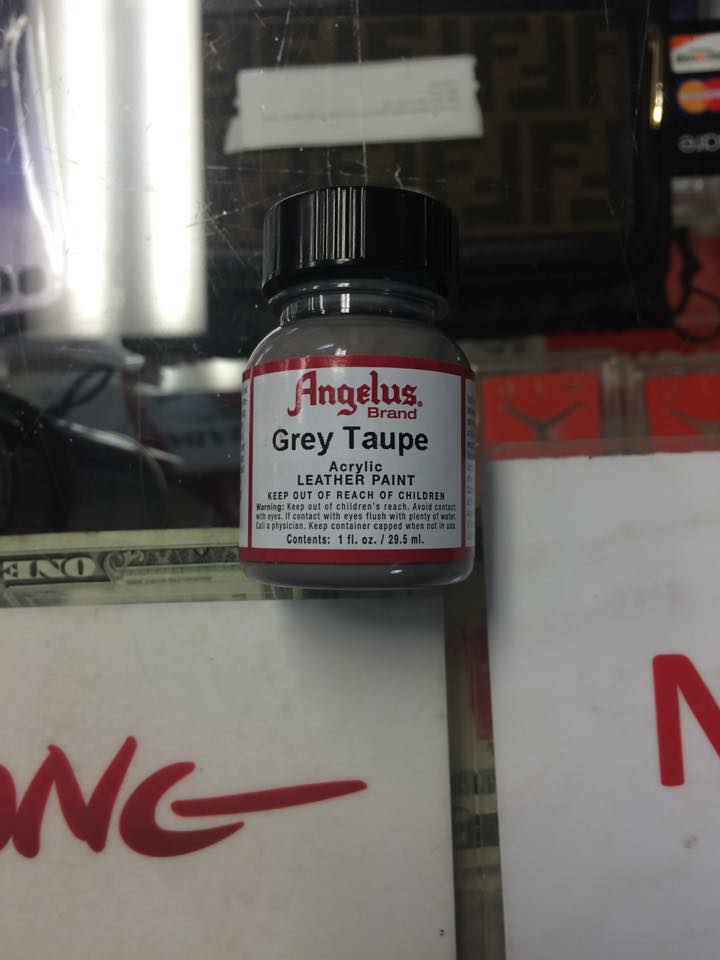 Angelus®
Brand
Grey Taupe
Acrylic
LEATHER PAINT
KEEP OUT OF REACH OF CHILDREN
Warning: Keep out of children's reach. Avoid contact
with eyes. If contact with eyes flush with plenty of water.
Call a physician. Keep container capped when not in use.
Contents: 1 fl. oz. / 29.5 ml.